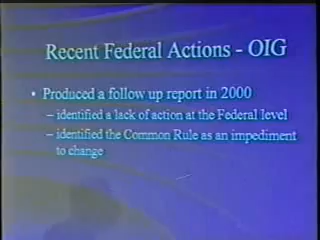 Recent Federal Actions - OIG
• Produced a follow up report in 2000
– identified a lack of action at the Federal level
– identified the Common Rule as an impediment
to change